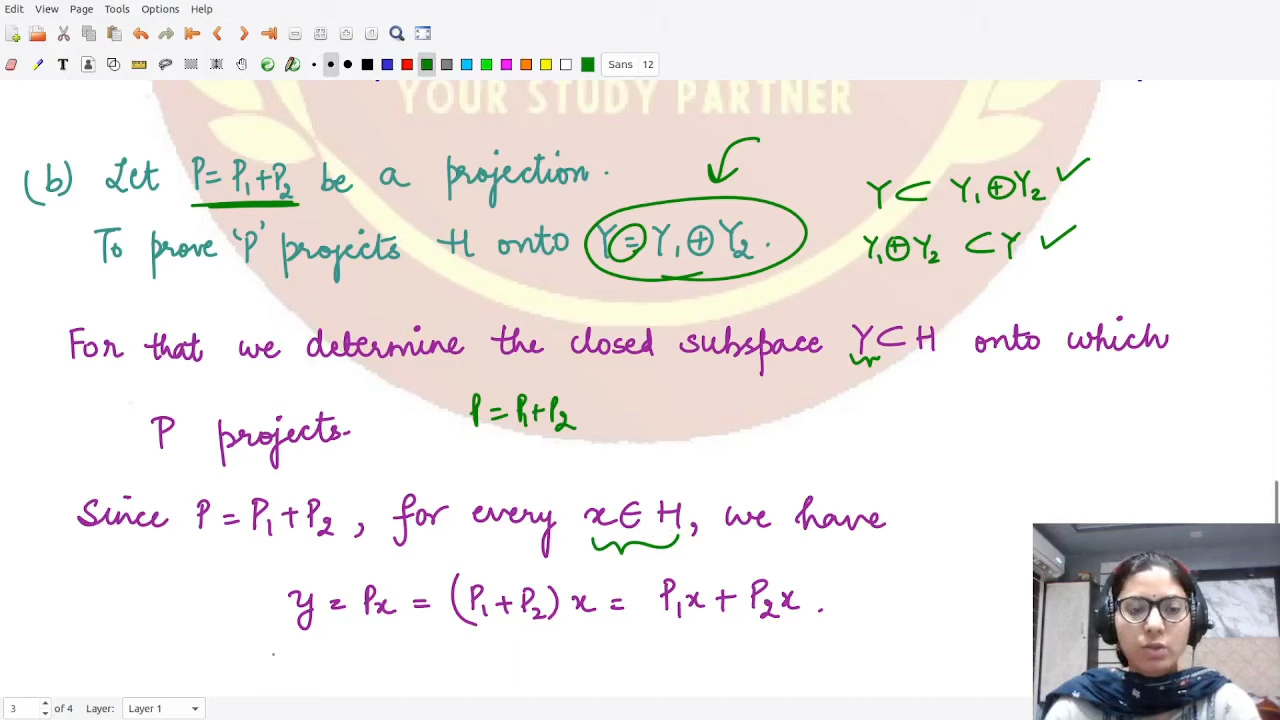 Edit View Page Tools Options Help
Sans 12
YOUR STUDY PARTNER
(b) Let P = P₁+P₂ be a projection.
To prove 'P' projects H onto Y = Y₁ ⊕ Y₂.
Y ⊂ Y₁ ⊕ Y₂ ✓
Y₁ ⊕ Y₂ ⊂ Y ✓
For that we determine the closed subspace Y ⊂ H onto which
P projects.
P = P₁+P₂
Since P = P₁ + P₂, for every x ∈ H, we have
y = Px = (P₁ + P₂) x = P₁x + P₂x.
3 of 4 Layer: Layer 1